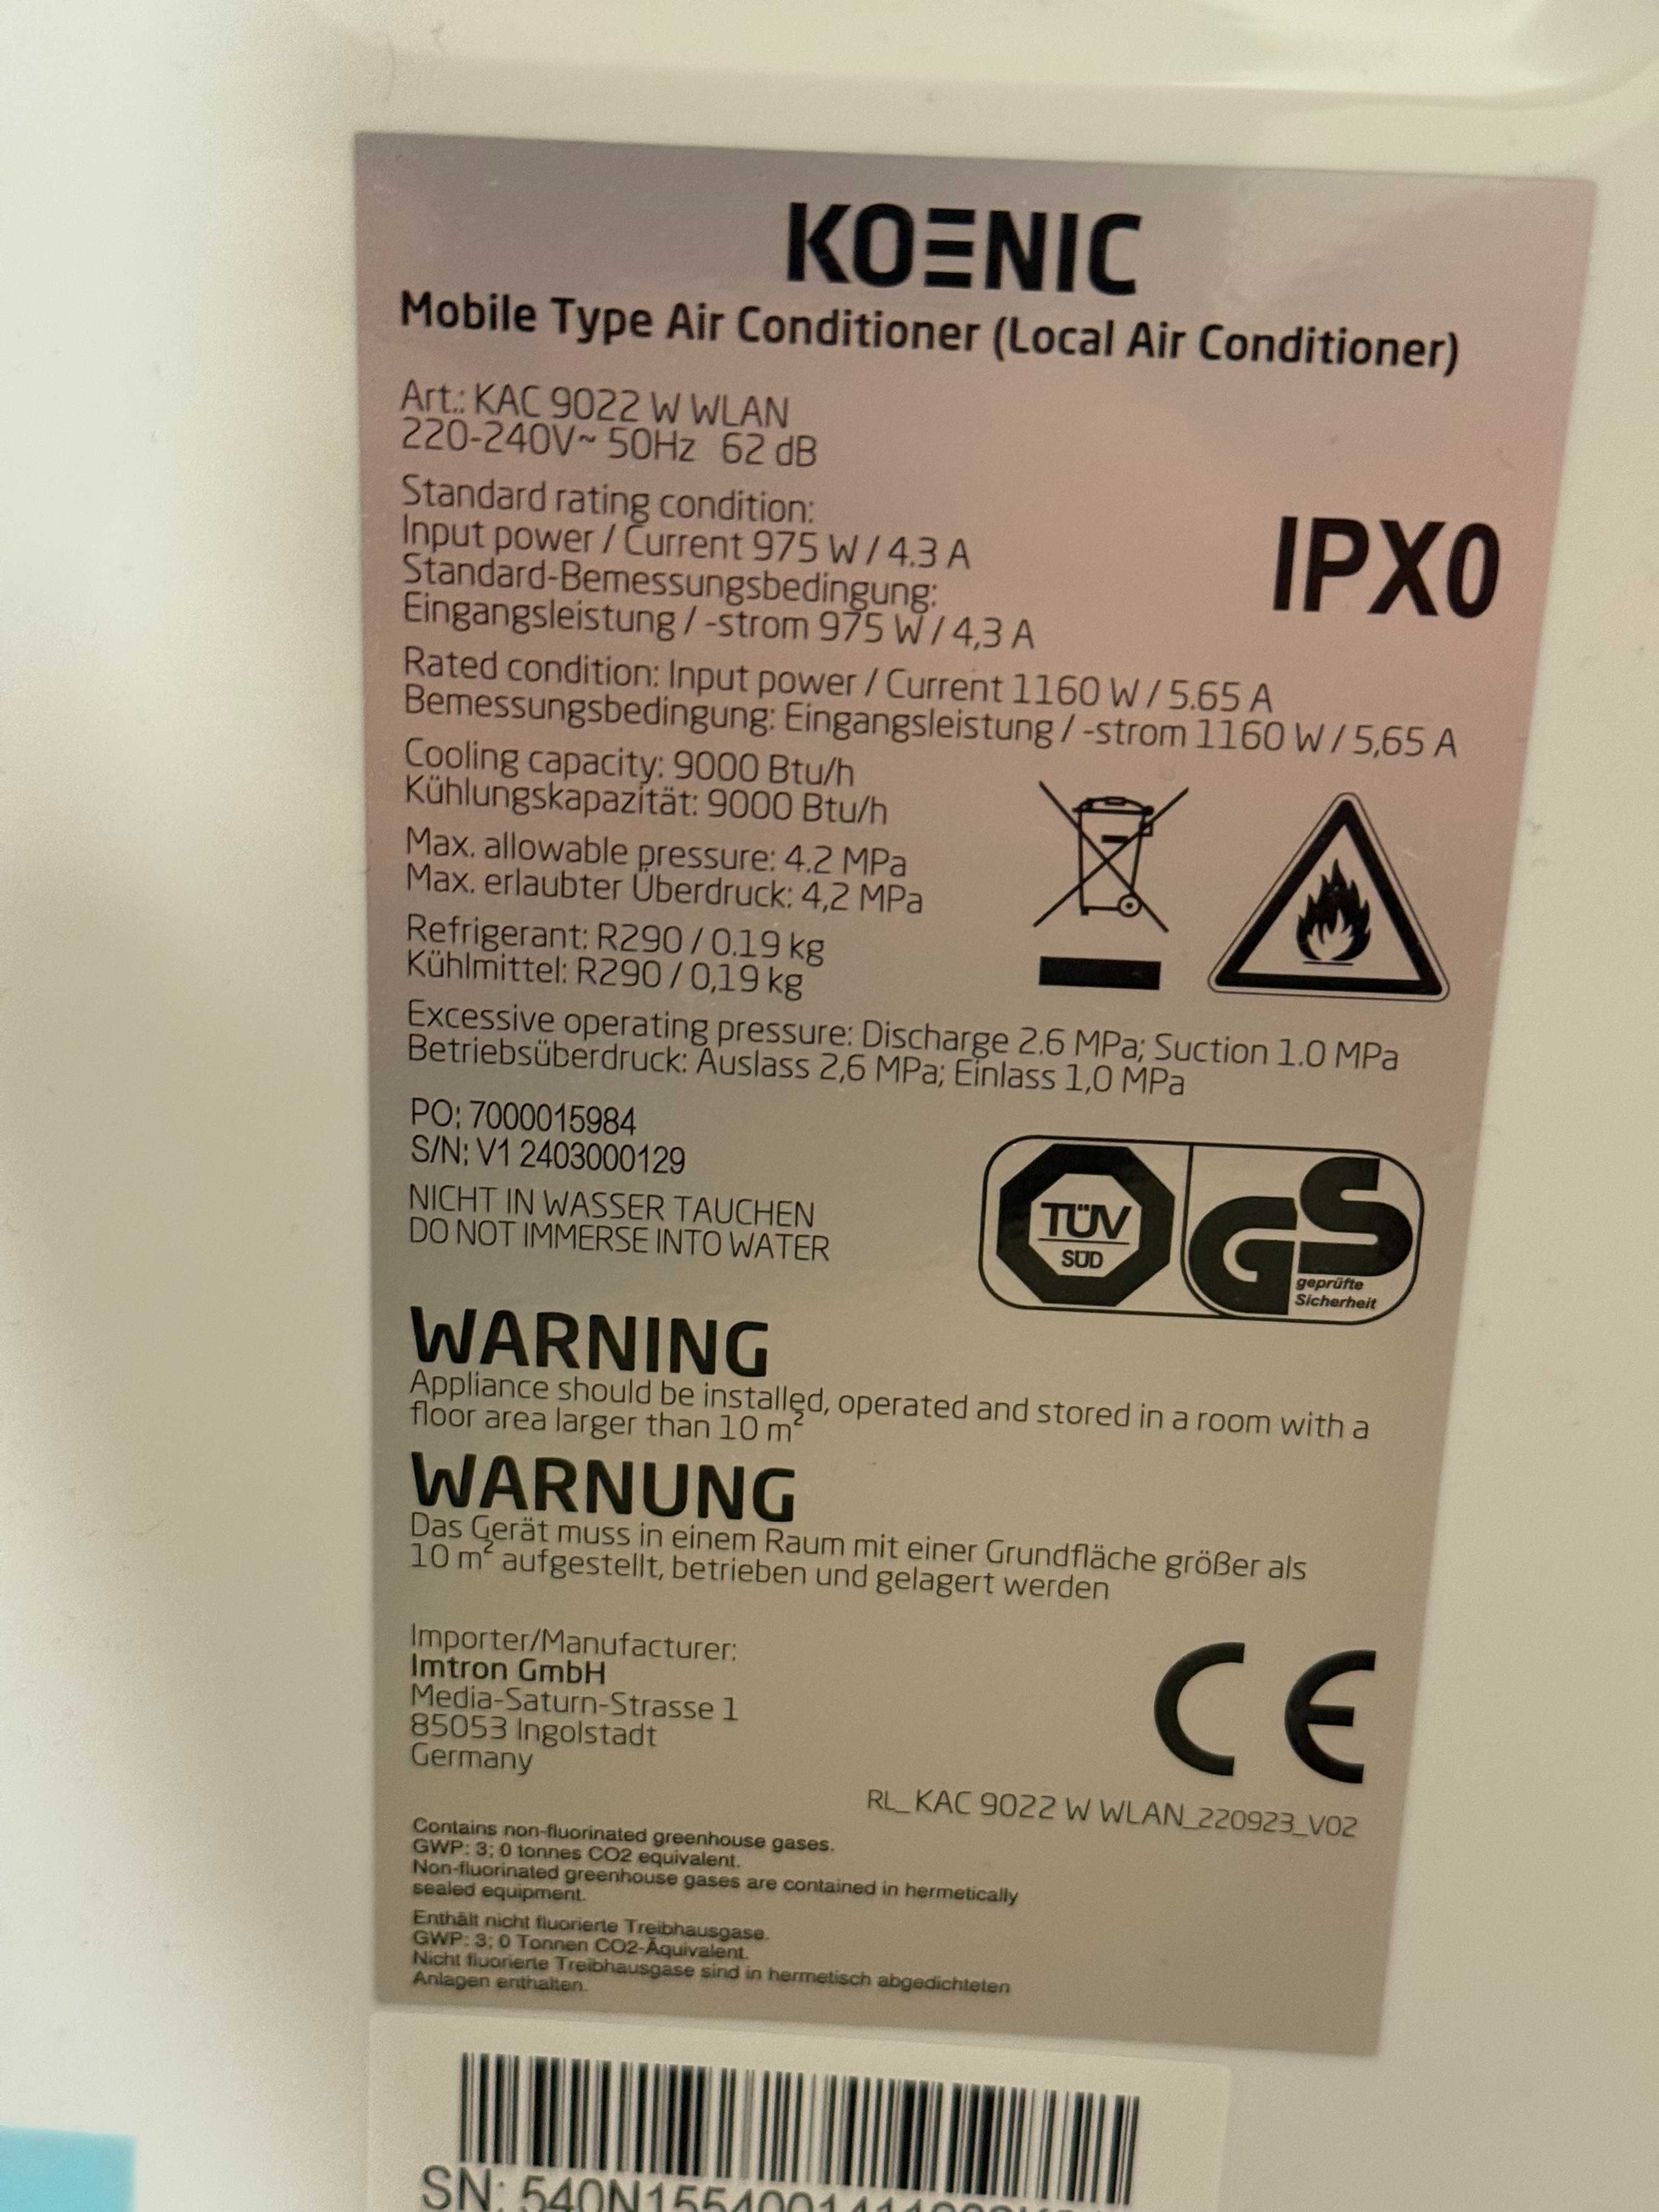 KOENIC
Mobile Type Air Conditioner (Local Air Conditioner)
Art.: KAC 9022 W WLAN
220-240V~ 50Hz 62 dB
Standard rating condition:
Input power / Current 975 W / 4.3 A
Standard-Bemessungsbedingung:
Eingangsleistung / -strom 975 W / 4,3 A
IPX0
Rated condition: Input power / Current 1160 W / 5.65 A
Bemessungsbedingung: Eingangsleistung / -strom 1160 W / 5,65 A
Cooling capacity: 9000 Btu/h
Kühlungskapazität: 9000 Btu/h
Max. allowable pressure: 4.2 MPa
Max. erlaubter Überdruck: 4,2 MPa
Refrigerant: R290 / 0.19 kg
Kühlmittel: R290 / 0,19 kg
Excessive operating pressure: Discharge 2.6 MPa; Suction 1.0 MPa
Betriebsüberdruck: Auslass 2,6 MPa; Einlass 1,0 MPa
PO: 7000015984
S/N: V1 2403000129
NICHT IN WASSER TAUCHEN
DO NOT IMMERSE INTO WATER
TÜV
SÜD
GS
geprüfte
Sicherheit
WARNING
Appliance should be installed, operated and stored in a room with a
floor area larger than 10 m²
WARNUNG
Das Gerät muss in einem Raum mit einer Grundfläche größer als
10 m² aufgestellt, betrieben und gelagert werden
Importer/Manufacturer:
Imtron GmbH
Media-Saturn-Strasse 1
85053 Ingolstadt
Germany
CE
RL_KAC 9022 W WLAN_220923_V02
Contains non-fluorinated greenhouse gases.
GWP: 3; 0 tonnes CO2 equivalent.
Non-fluorinated greenhouse gases are contained in hermetically
sealed equipment.
Enthält nicht fluorierte Treibhausgase.
GWP: 3; 0 Tonnen CO2-Äquivalent.
Nicht fluorierte Treibhausgase sind in hermetisch abgedichteten
Anlagen enthalten.
SN: